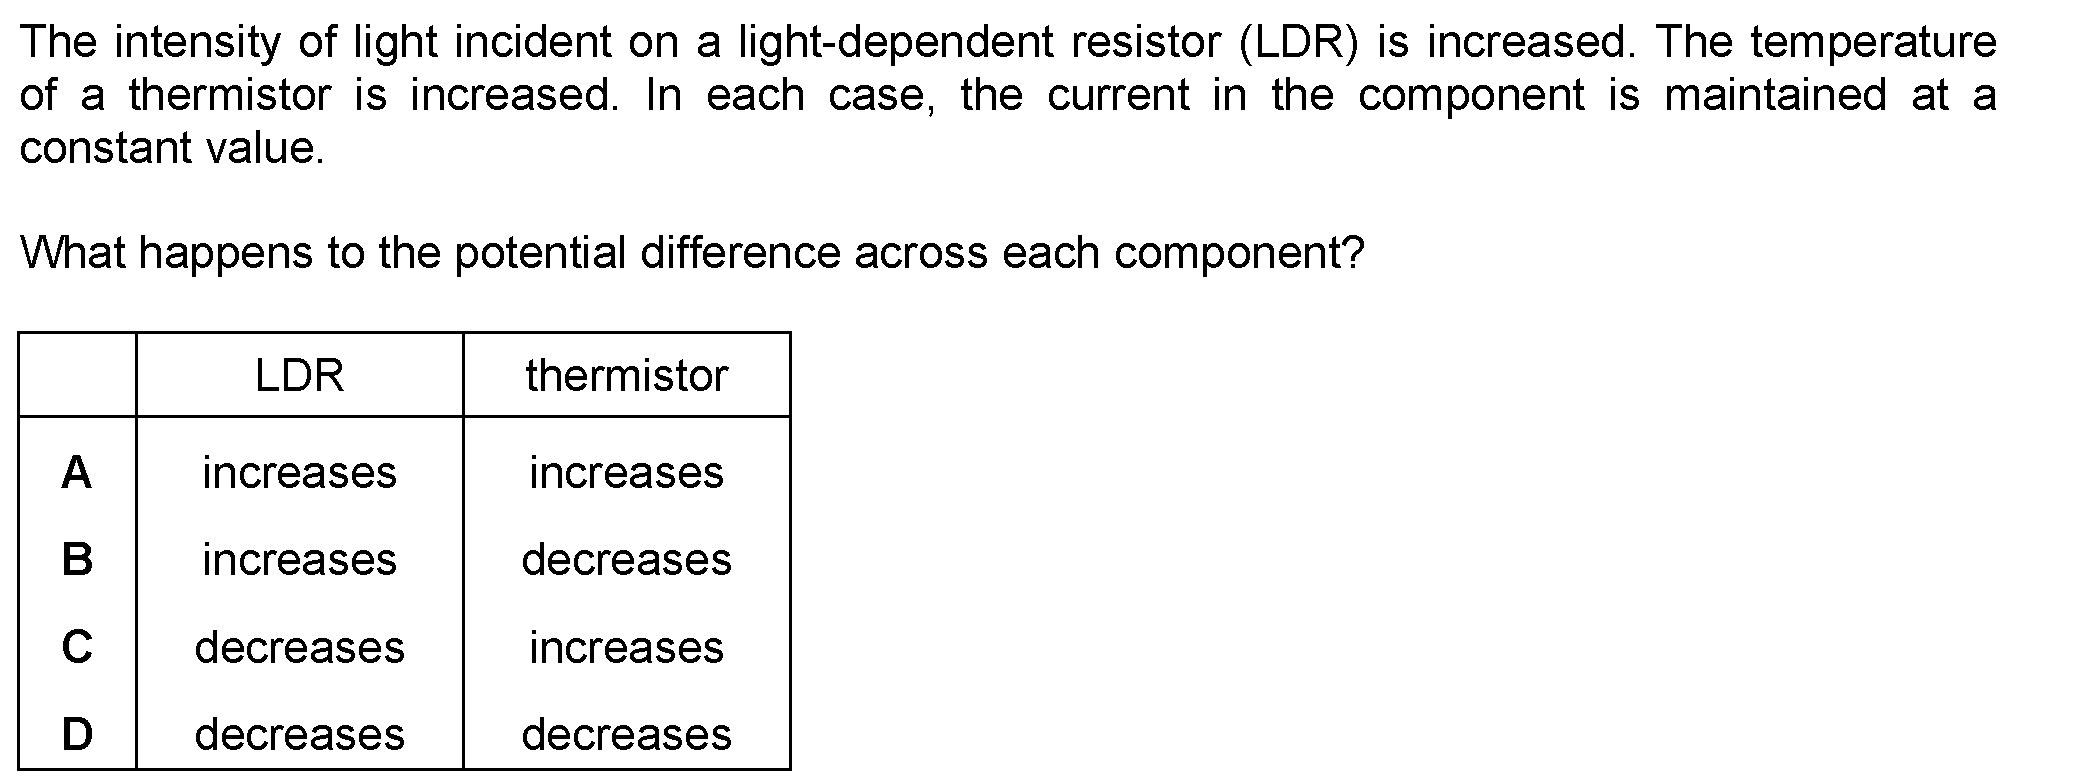 The intensity of light incident on a light-dependent resistor (LDR) is increased. The temperature
of a thermistor is increased. In each case, the current in the component is maintained at a
constant value.
What happens to the potential difference across each component?
LDR thermistor
A increases increases
B increases decreases
C decreases increases
D decreases decreases